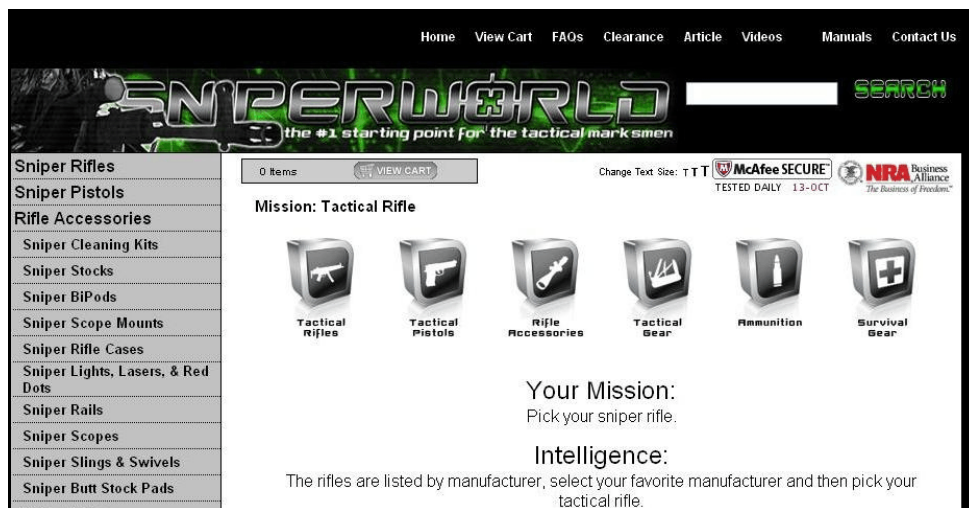 Home View Cart FAQs Clearance Article Videos Manuals Contact Us
SNIPERWORLD
the #1 starting point for the tactical marksmen
SEARCH
Sniper Rifles
Sniper Pistols
Rifle Accessories
Sniper Cleaning Kits
Sniper Stocks
Sniper BiPods
Sniper Scope Mounts
Sniper Rifle Cases
Sniper Lights, Lasers, & Red
Dots
Sniper Rails
Sniper Scopes
Sniper Slings & Swivels
Sniper Butt Stock Pads
0 Items VIEW CART Change Text Size: T T T McAfee SECURE™
TESTED DAILY 13-OCT
NRA Business
Alliance
The Business of Freedom.™
Mission: Tactical Rifle
Tactical
Rifles
Tactical
Pistols
Rifle
Accessories
Tactical
Gear
Ammunition
Survival
Gear
Your Mission:
Pick your sniper rifle.
Intelligence:
The rifles are listed by manufacturer, select your favorite manufacturer and then pick your
tactical rifle.